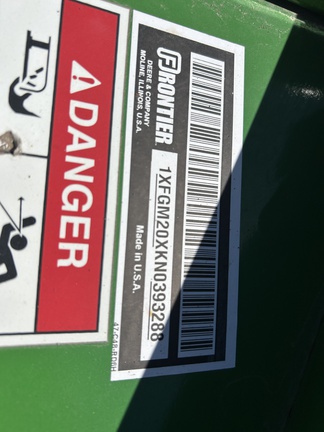 DANGER
FRONTIER
DEERE & COMPANY
MOLINE, ILLINOIS, U.S.A.
1XFGM20XKN0393288
Made in U.S.A.